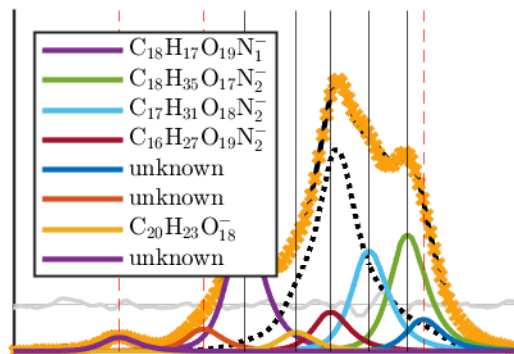 C₁₈H₁₇O₁₉N₁⁻
C₁₈H₃₅O₁₇N₂⁻
C₁₇H₃₁O₁₈N₂⁻
C₁₆H₂₇O₁₉N₂⁻
unknown
unknown
C₂₀H₂₃O₁₈⁻
unknown